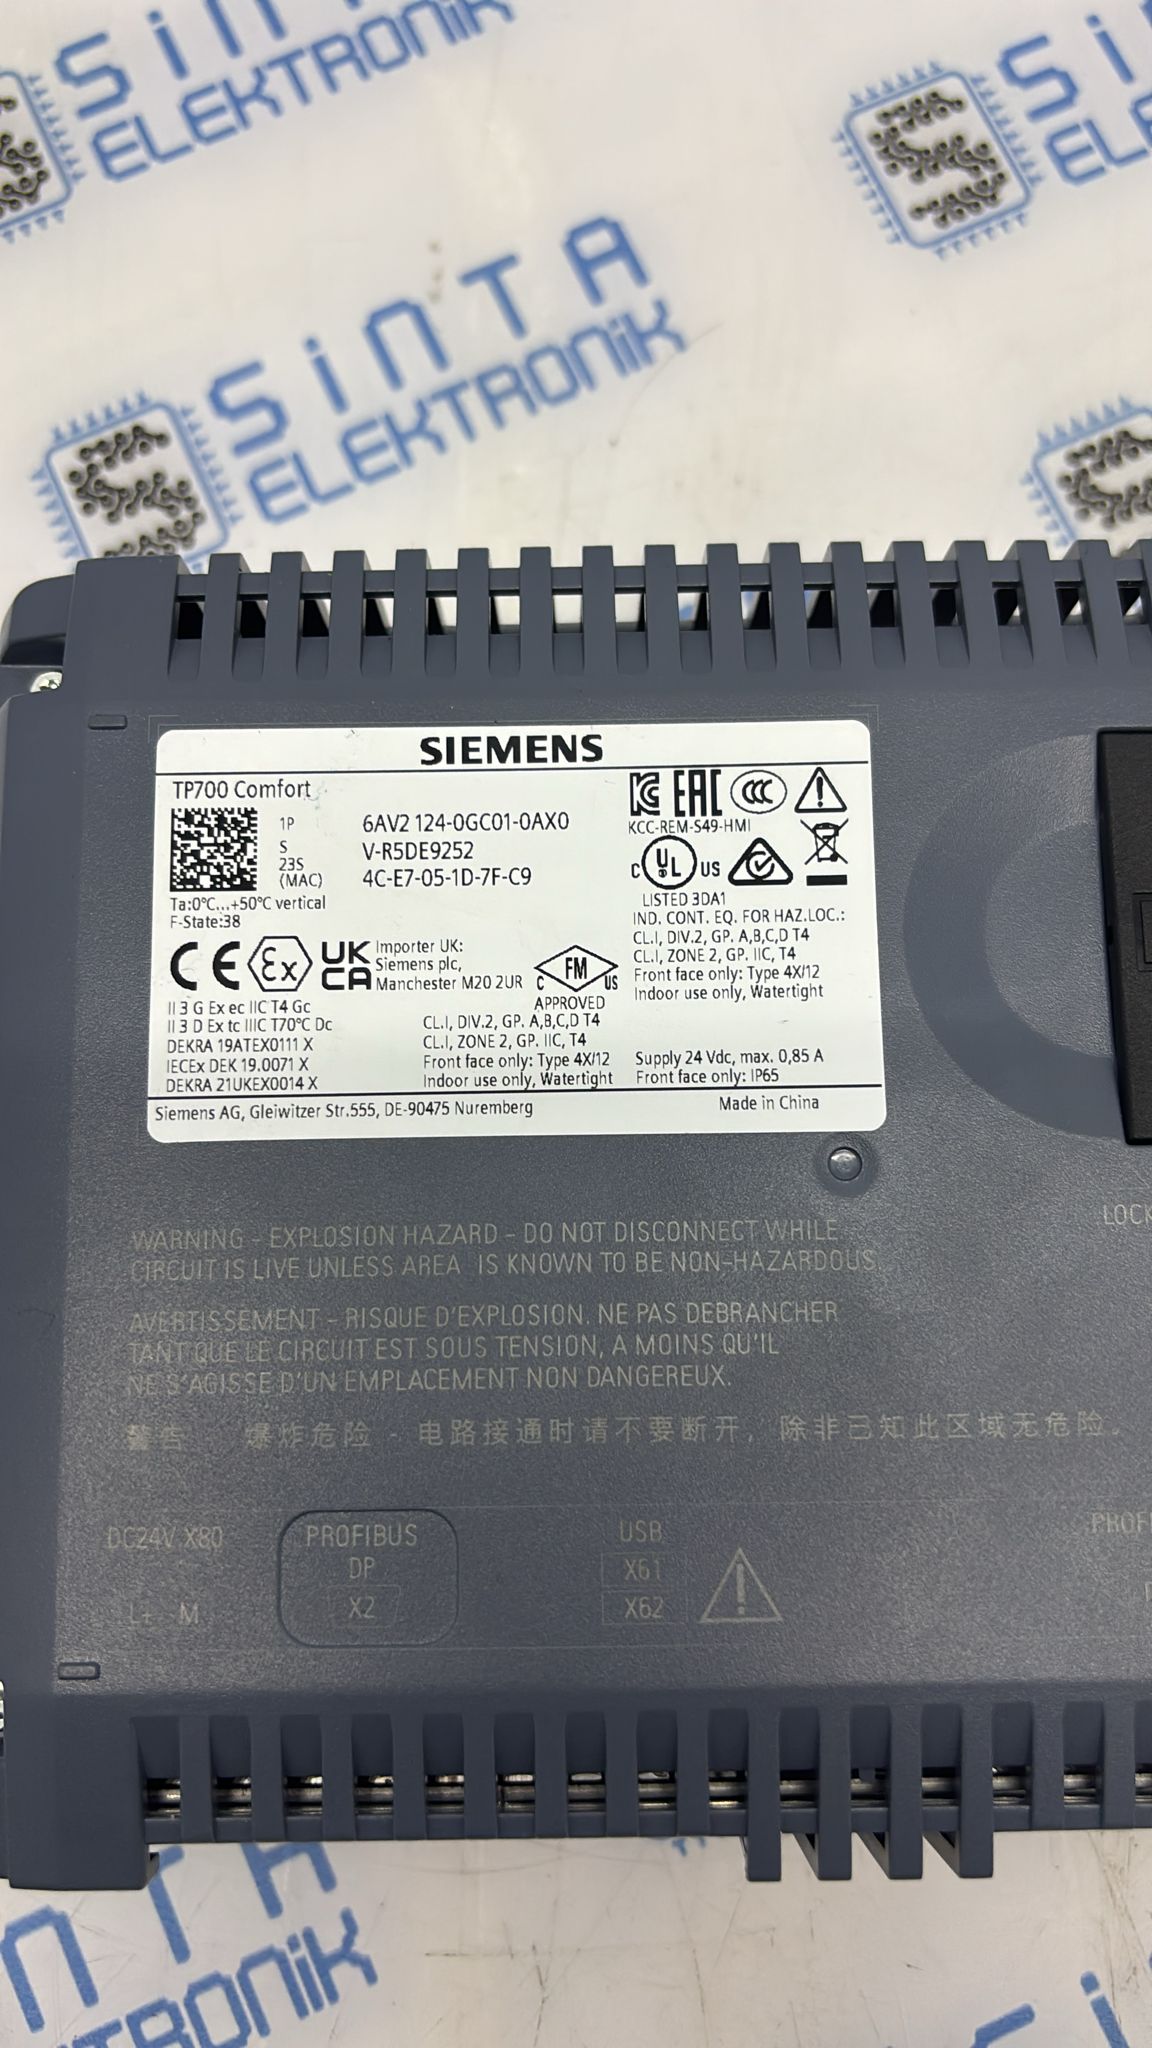 SiNTA
ELEKTRONiK
SiNTA
ELEKTRONiK
SIEMENS
TP700 Comfort
1P 6AV2 124-0GC01-0AX0
S V-R5DE9252
23S
(MAC) 4C-E7-05-1D-7F-C9
Ta:0°C...+50°C vertical
F-State:38
KCC-REM-S49-HMI
C UL US
LISTED 3DA1
IND. CONT. EQ. FOR HAZ.LOC.:
CL.I, DIV.2, GP. A,B,C,D T4
CL.I, ZONE 2, GP. IIC, T4
Front face only: Type 4X/12
Indoor use only, Watertight
CE Ex UK CA
Importer UK:
Siemens plc,
Manchester M20 2UR
C FM US
APPROVED
II 3 G Ex ec IIC T4 Gc
II 3 D Ex tc IIIC T70°C Dc
DEKRA 19ATEX0111 X
IECEx DEK 19.0071 X
DEKRA 21UKEX0014 X
CL.I, DIV.2, GP. A,B,C,D T4
CL.I, ZONE 2, GP. IIC, T4
Front face only: Type 4X/12
Indoor use only, Watertight
Supply 24 Vdc, max. 0,85 A
Front face only: IP65
Siemens AG, Gleiwitzer Str.555, DE-90475 Nuremberg
Made in China
LOCK
WARNING - EXPLOSION HAZARD - DO NOT DISCONNECT WHILE
CIRCUIT IS LIVE UNLESS AREA IS KNOWN TO BE NON-HAZARDOUS.
AVERTISSEMENT - RISQUE D'EXPLOSION. NE PAS DEBRANCHER
TANT QUE LE CIRCUIT EST SOUS TENSION, A MOINS QU'IL
NE S'AGISSE D'UN EMPLACEMENT NON DANGEREUX.
警告 爆炸危险 - 电路接通时请不要断开, 除非已知此区域无危险。
DC24V X80
L+ M
PROFIBUS
DP
X2
USB
X61
X62
PROFI